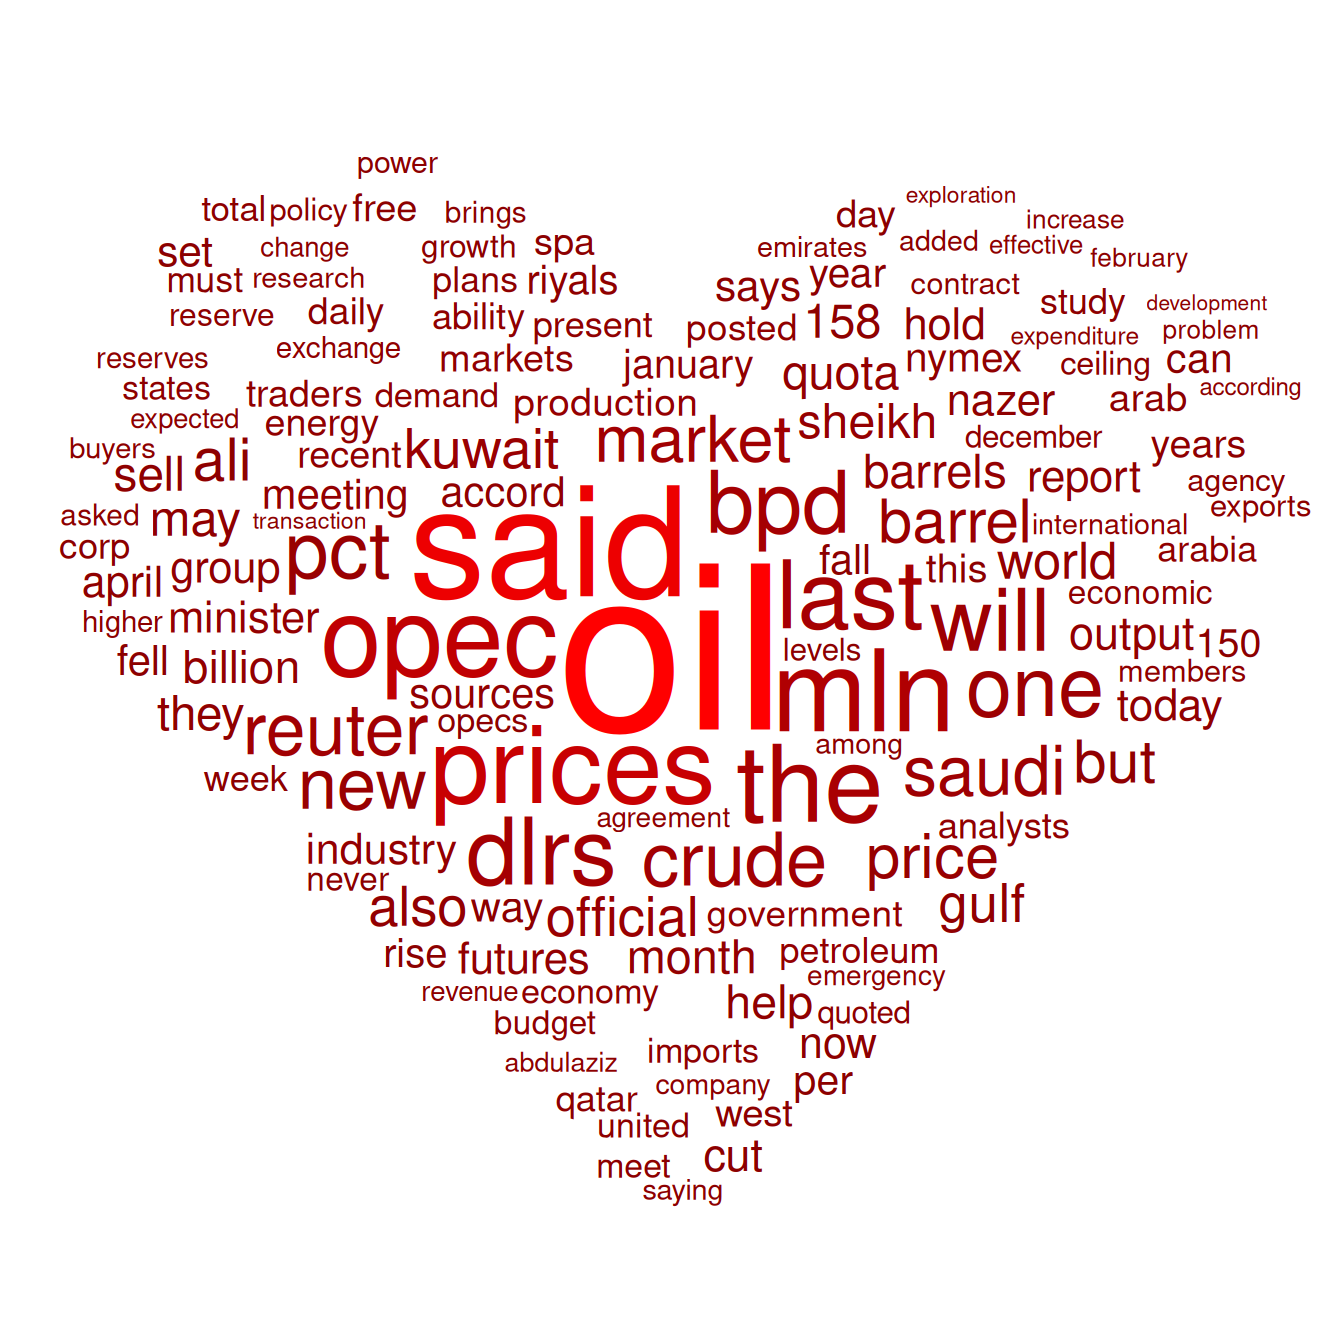 power
exploration
total policy free brings day increase
set change growth spa emirates added effective february
must research plans riyals says year contract
reserve daily ability present posted 158 hold study development
reserves exchange markets january quota nymex expenditure ceiling problem can
states traders demand production nazer arab according
expected energy sheikh december years
buyers sell ali recent kuwait market barrels report agency
asked may meeting accord bpd exports
corp transaction said barrel international arabia
april group pct fall this world economic
higher minister opec oil last will output 150
fell billion levels members
they sources mln one today
reuter opecs among
week new prices the saudi but
agreement analysts
industry dlrs crude price
never
also way official government gulf
rise futures month petroleum
emergency
revenue economy help quoted
budget now
abdulaziz imports
company per
qatar west
united
meet cut
saying